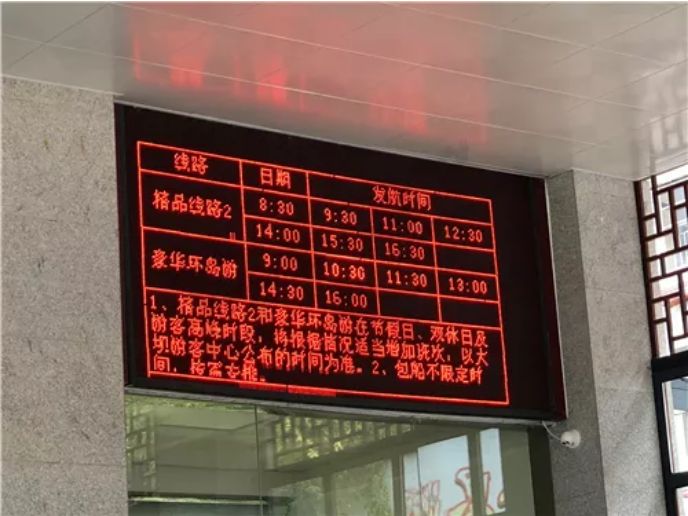 线路 日期 发航时间
精品线路2 8:30 9:30 11:00 12:30
14:00 15:30 16:30
豪华环岛游 9:00 10:30 11:30 13:00
14:30 16:00
1、精品线路2和豪华环岛游在节假日、双休日及
游客高峰时段，将根据情况适当增加航次，以大
坝游客中心公布的时间为准。2、包船不限定时
间，按需安排。